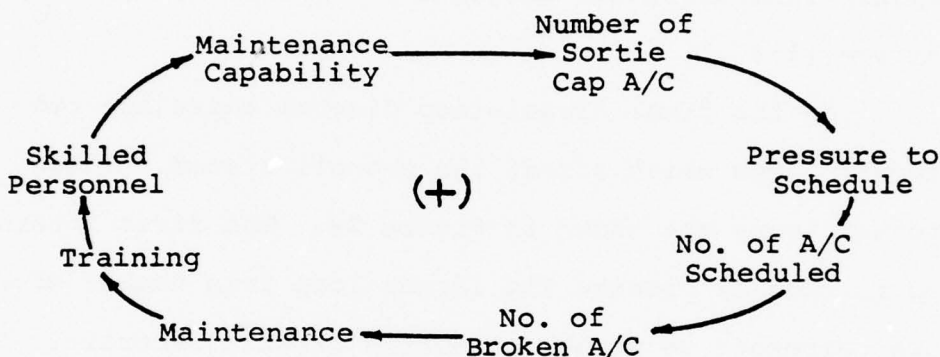 Number of
Sortie
Cap A/C
Maintenance
Capability
Pressure to
Schedule
No. of A/C
Scheduled
No. of
Broken A/C
Maintenance
Training
Skilled
Personnel
(+)